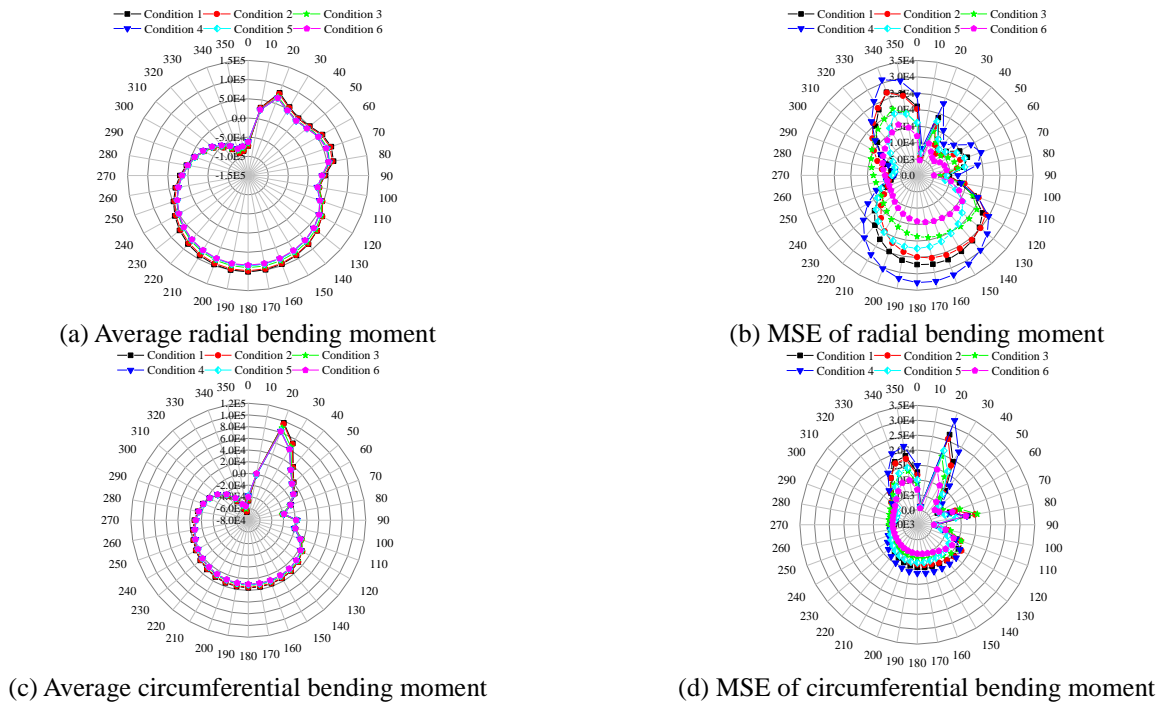 Condition 1 Condition 2 Condition 3
Condition 4 Condition 5 Condition 6
0 10 20 30 40 50 60 70 80 90 100 110 120 130 140 150 160 170 180 190 200 210 220 230 240 250 260 270 280 290 300 310 320 330 340 350
1.5E5
1.0E5
5.0E4
0.0
-5.0E4
-1.0E5
-1.5E5
(a) Average radial bending moment
Condition 1 Condition 2 Condition 3
Condition 4 Condition 5 Condition 6
0 10 20 30 40 50 60 70 80 90 100 110 120 130 140 150 160 170 180 190 200 210 220 230 240 250 260 270 280 290 300 310 320 330 340 350
3.5E4
3.0E4
5.0E3
0.0
(b) MSE of radial bending moment
Condition 1 Condition 2 Condition 3
Condition 4 Condition 5 Condition 6
0 10 20 30 40 50 60 70 80 90 100 110 120 130 140 150 160 170 180 190 200 210 220 230 240 250 260 270 280 290 300 310 320 330 340 350
1.2E5
1.0E5
8.0E4
6.0E4
4.0E4
2.0E4
0.0
-2.0E4
-4.0E4
-6.0E4
-8.0E4
(c) Average circumferential bending moment
Condition 1 Condition 2 Condition 3
Condition 4 Condition 5 Condition 6
0 10 20 30 40 50 60 70 80 90 100 110 120 130 140 150 160 170 180 190 200 210 220 230 240 250 260 270 280 290 300 310 320 330 340 350
3.5E4
3.0E4
2.5E4
0.0
(d) MSE of circumferential bending moment